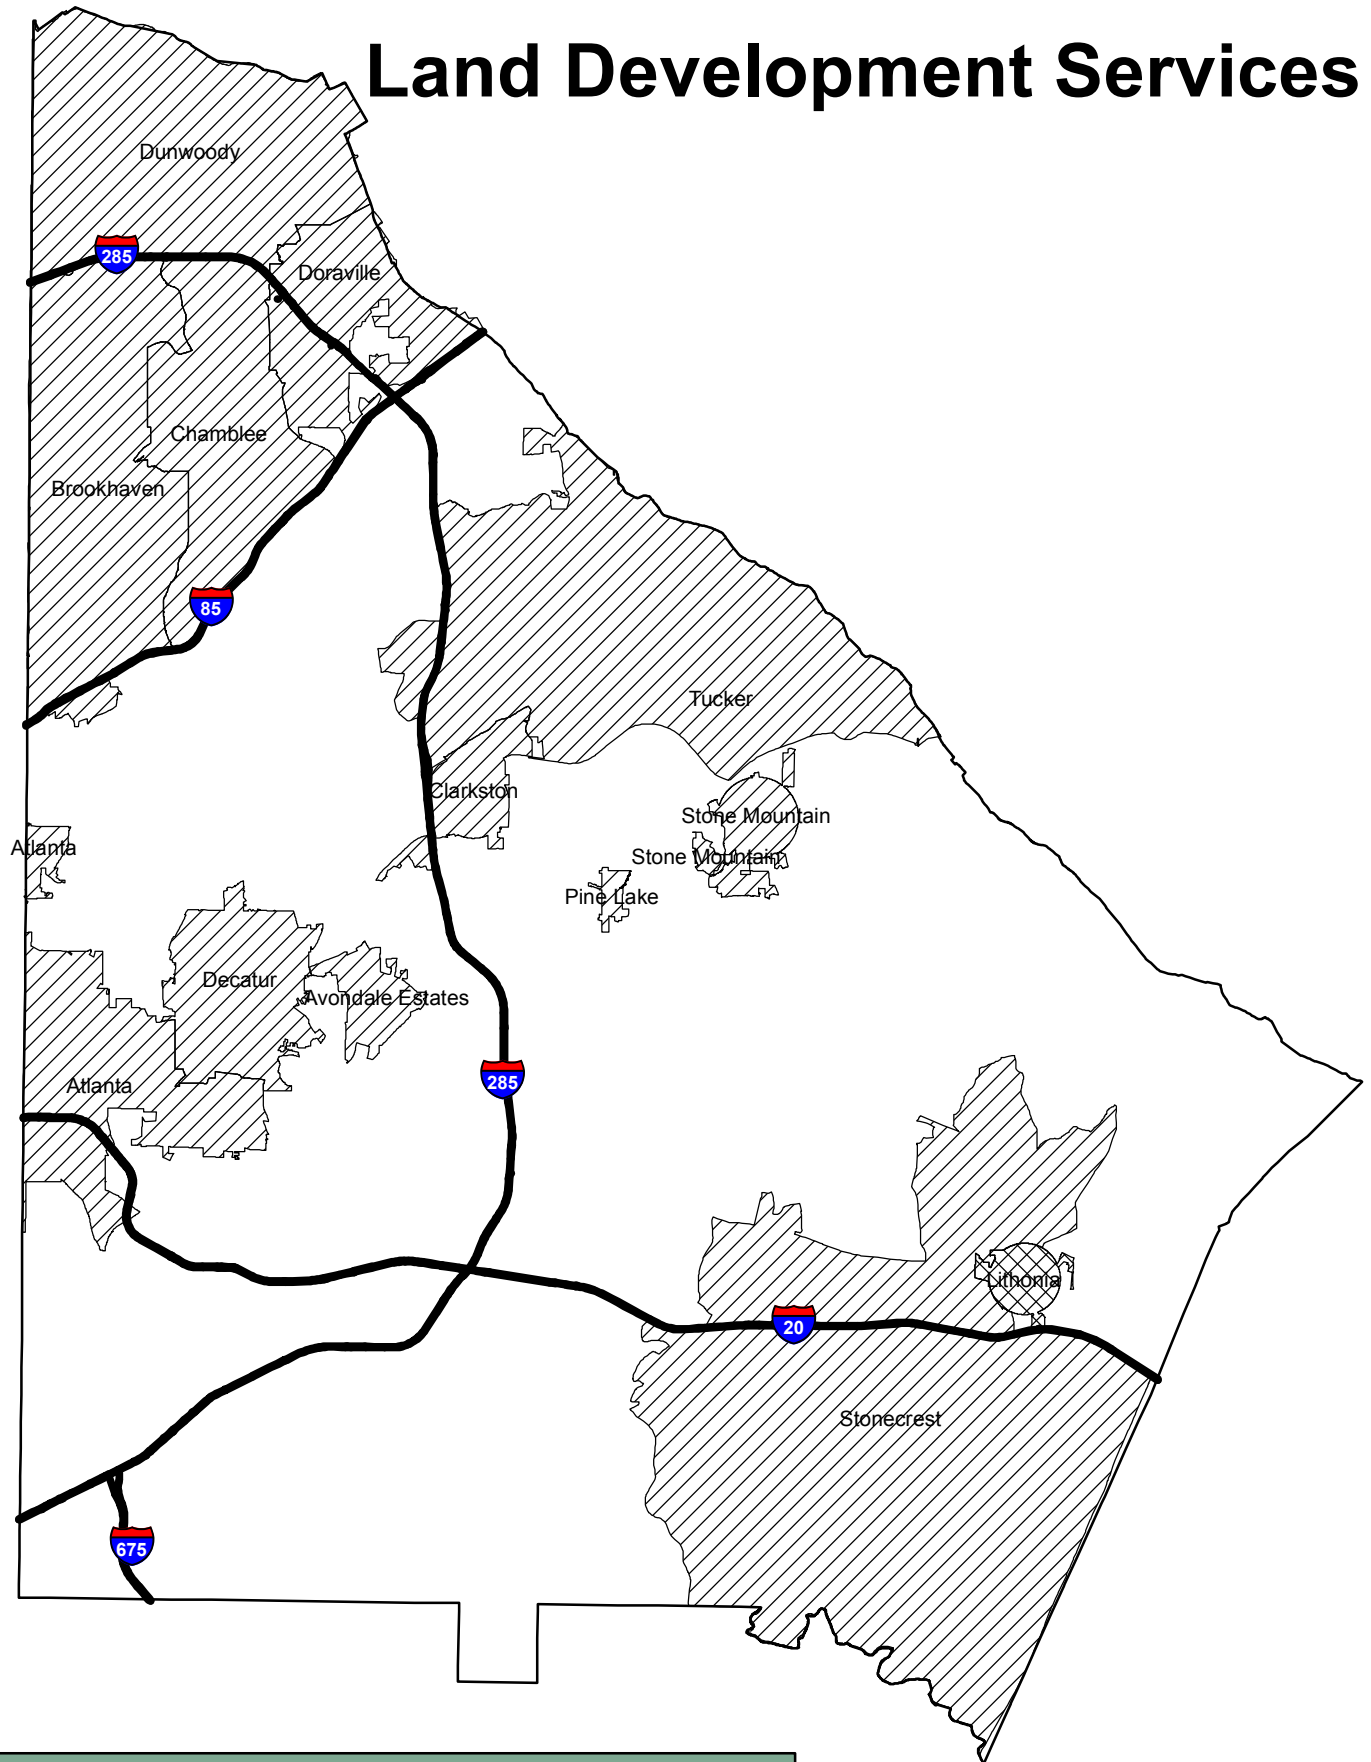 Land Development Services
Dunwoody
285
Doraville
Chamblee
Brookhaven
85
Tucker
Clarkston
Stone Mountain
Atlanta
Stone Mountain
Pine Lake
Decatur
Avondale Estates
285
Atlanta
Lithonia
20
Stonecrest
675